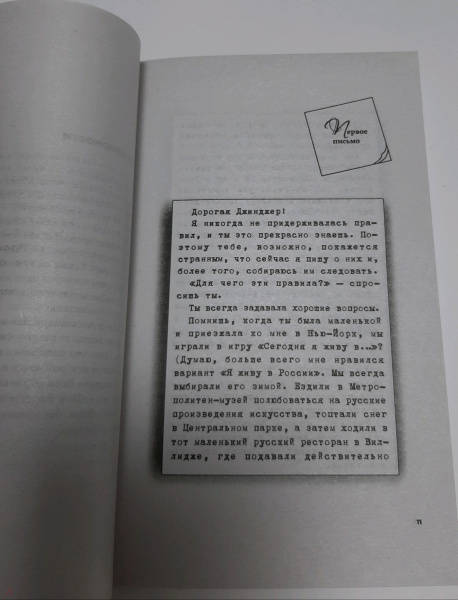 Первое
письмо
Дорогая Джинджер!
Я никогда не придерживалась пра-
вил, и ты это прекрасно знаешь. По-
этому тебе, возможно, покажется
странным, что сейчас я пишу о них и,
более того, собираюсь им следовать.
«Для чего эти правила?» — спро-
сишь ты.
Ты всегда задавала хорошие вопросы.
Помнишь, когда ты была маленькой
и приезжала ко мне в Нью-Йорк, мы
играли в игру «Сегодня я живу в...»?
(Думаю, больше всего мне нравился
вариант «Я живу в России». Мы всегда
выбирали его зимой. Ездили в Метро-
политен-музей полюбоваться на русские
произведения искусства, топтали снег
в Центральном парке, а затем ходили в
тот маленький русский ресторан в Вил-
лидже, где подавали действительно
11